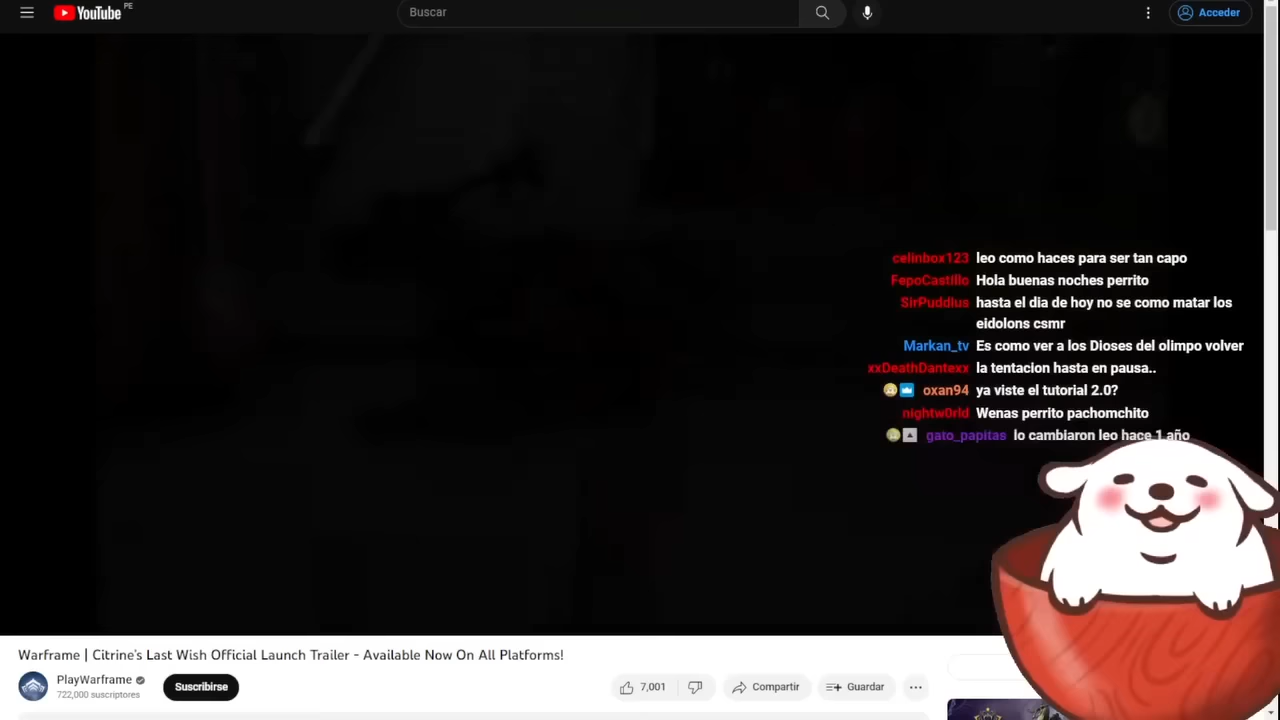 YouTube PE
Buscar
Acceder
celinbox123 leo como haces para ser tan capo
FepoCastillo Hola buenas noches perrito
SirPuddlus hasta el dia de hoy no se como matar los
eidolons csmr
Markan_tv Es como ver a los Dioses del olimpo volver
xxDeathDantexx la tentacion hasta en pausa..
oxan94 ya viste el tutorial 2.0?
nightw0rld Wenas perrito pachomchito
gato_papitas lo cambiaron leo hace 1 año
Warframe | Citrine's Last Wish Official Launch Trailer - Available Now On All Platforms!
PlayWarframe
722,000 suscriptores
Suscribirse
7,001
Compartir
Guardar